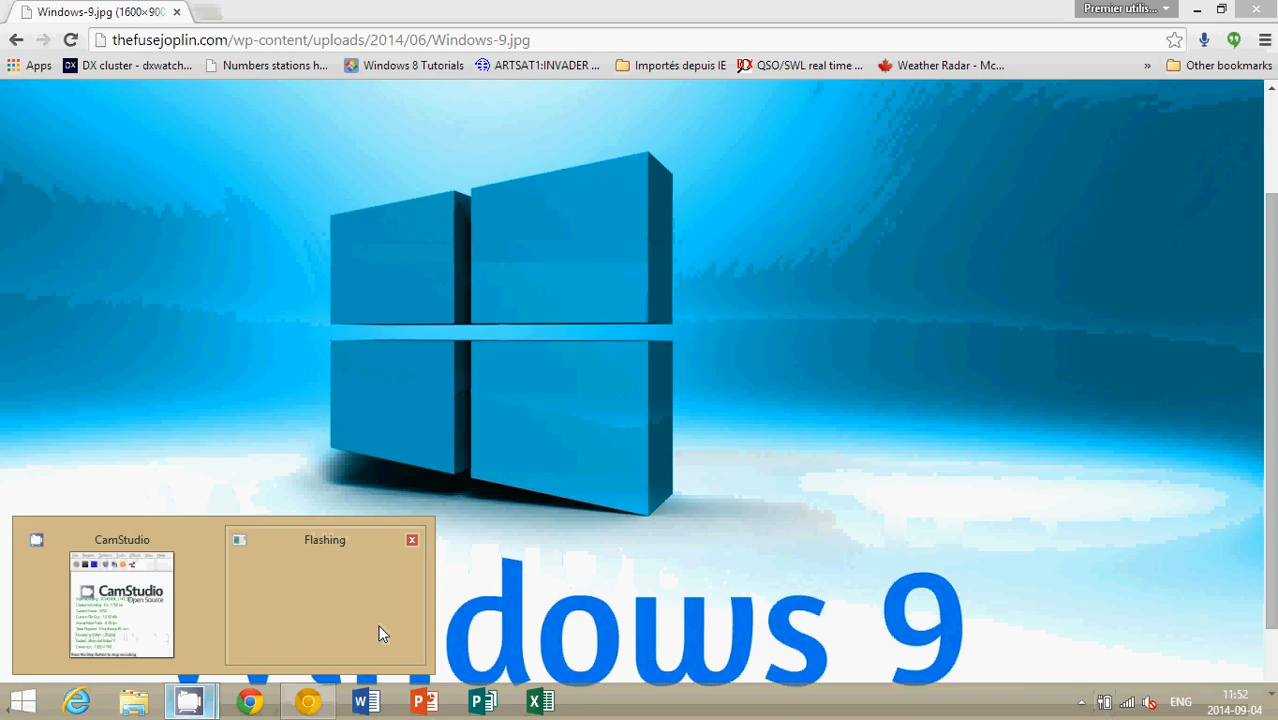 Windows-9.jpg (1600×900
Premier utilis...
thefusejoplin.com/wp-content/uploads/2014/06/Windows-9.jpg
Apps
DX cluster - dxwatch...
Numbers stations h...
Windows 8 Tutorials
ARTSAT1:INVADER ...
Importés depuis IE
QSO/SWL real time ...
Weather Radar - Mc...
»
Other bookmarks
CamStudio
Flashing
CamStudio
Open Source
dows 9
ENG
11:52
2014-09-04